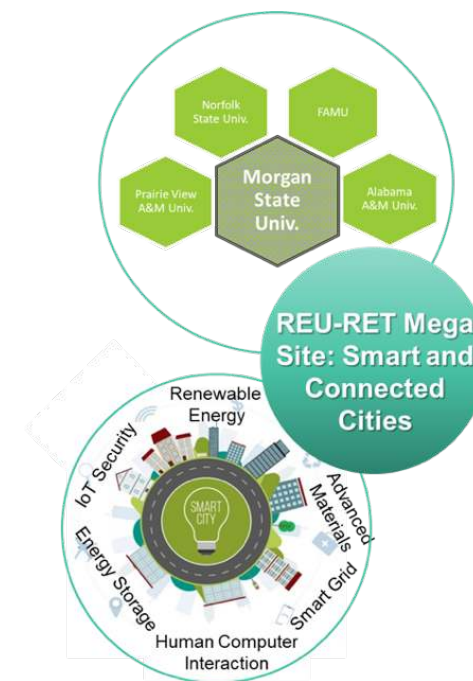 Norfolk
State Univ.
FAMU
Prairie View
A&M Univ.
Morgan
State
Univ.
Alabama
A&M Univ.
REU-RET Mega
Site: Smart and
Connected
Cities
Renewable
Energy
IoT Security
Advanced
Materials
SMART
CITY
Energy Storage
Smart Grid
Human Computer
Interaction